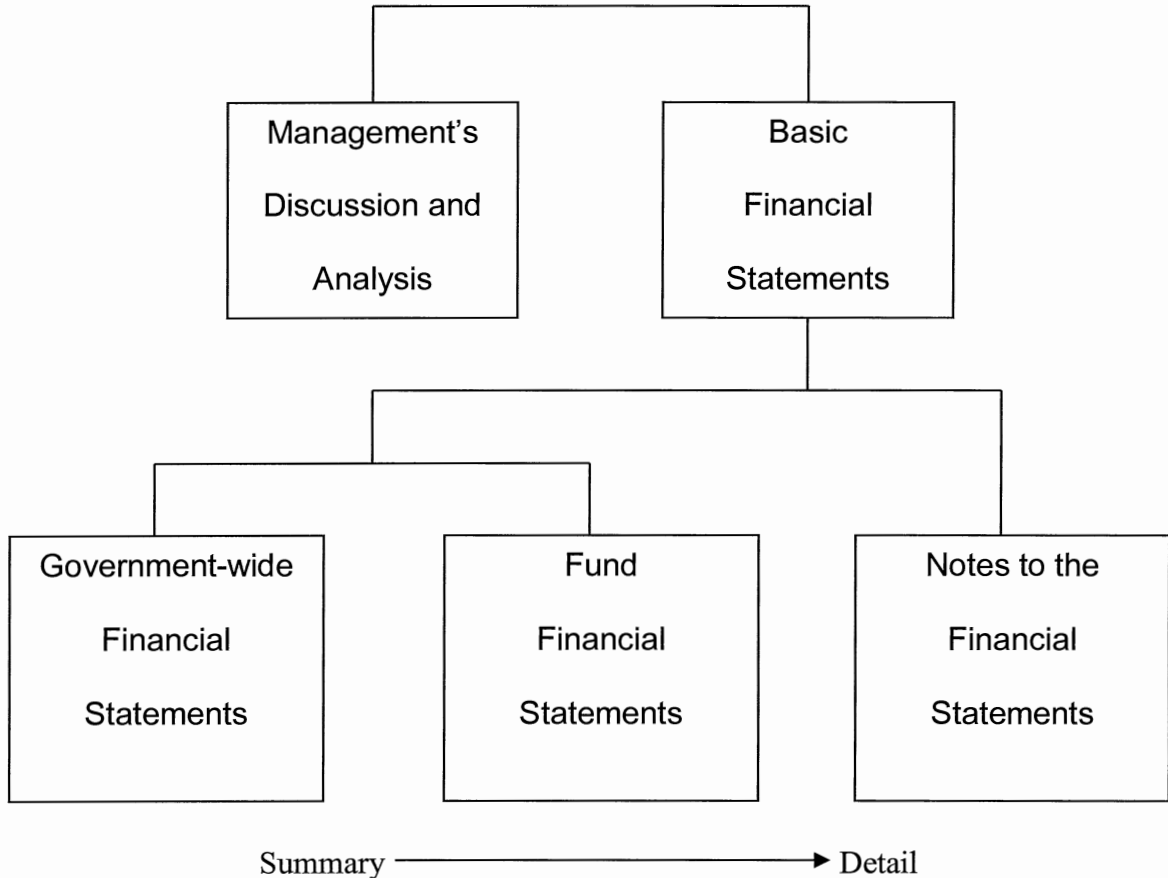 Management’s
Discussion and
Analysis
Basic
Financial
Statements
Government-wide
Financial
Statements
Fund
Financial
Statements
Notes to the
Financial
Statements
Summary
Detail